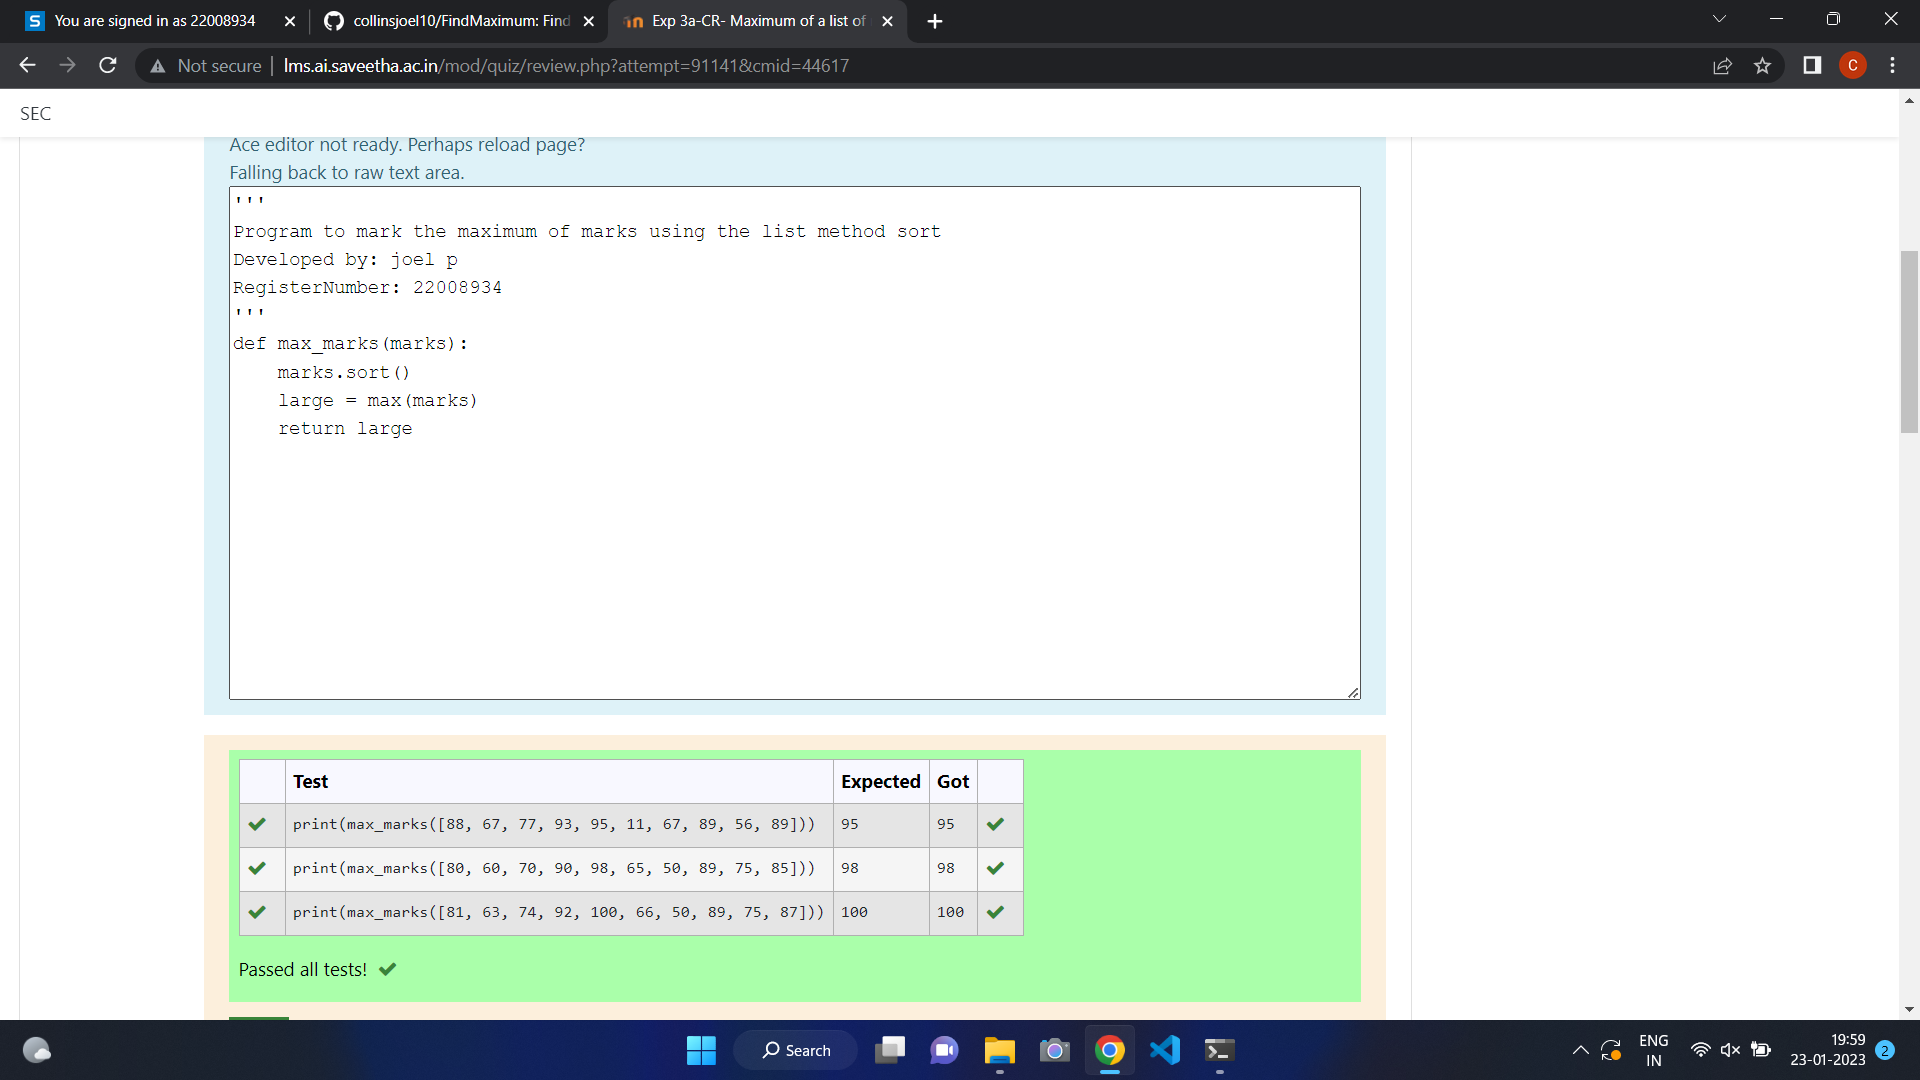 You are signed in as 22008934
collinsjoel10/FindMaximum: Find
Exp 3a-CR- Maximum of a list of
Not secure | lms.ai.saveetha.ac.in/mod/quiz/review.php?attempt=91141&cmid=44617
C
SEC
Ace editor not ready. Perhaps reload page?
Falling back to raw text area.
'''
Program to mark the maximum of marks using the list method sort
Developed by: joel p
RegisterNumber: 22008934
'''
def max_marks(marks):
    marks.sort()
    large = max(marks)
    return large
Test Expected Got
print(max_marks([88, 67, 77, 93, 95, 11, 67, 89, 56, 89])) 95 95
print(max_marks([80, 60, 70, 90, 98, 65, 50, 89, 75, 85])) 98 98
print(max_marks([81, 63, 74, 92, 100, 66, 50, 89, 75, 87])) 100 100
Passed all tests!
Search
ENG
IN
19:59
23-01-2023
2